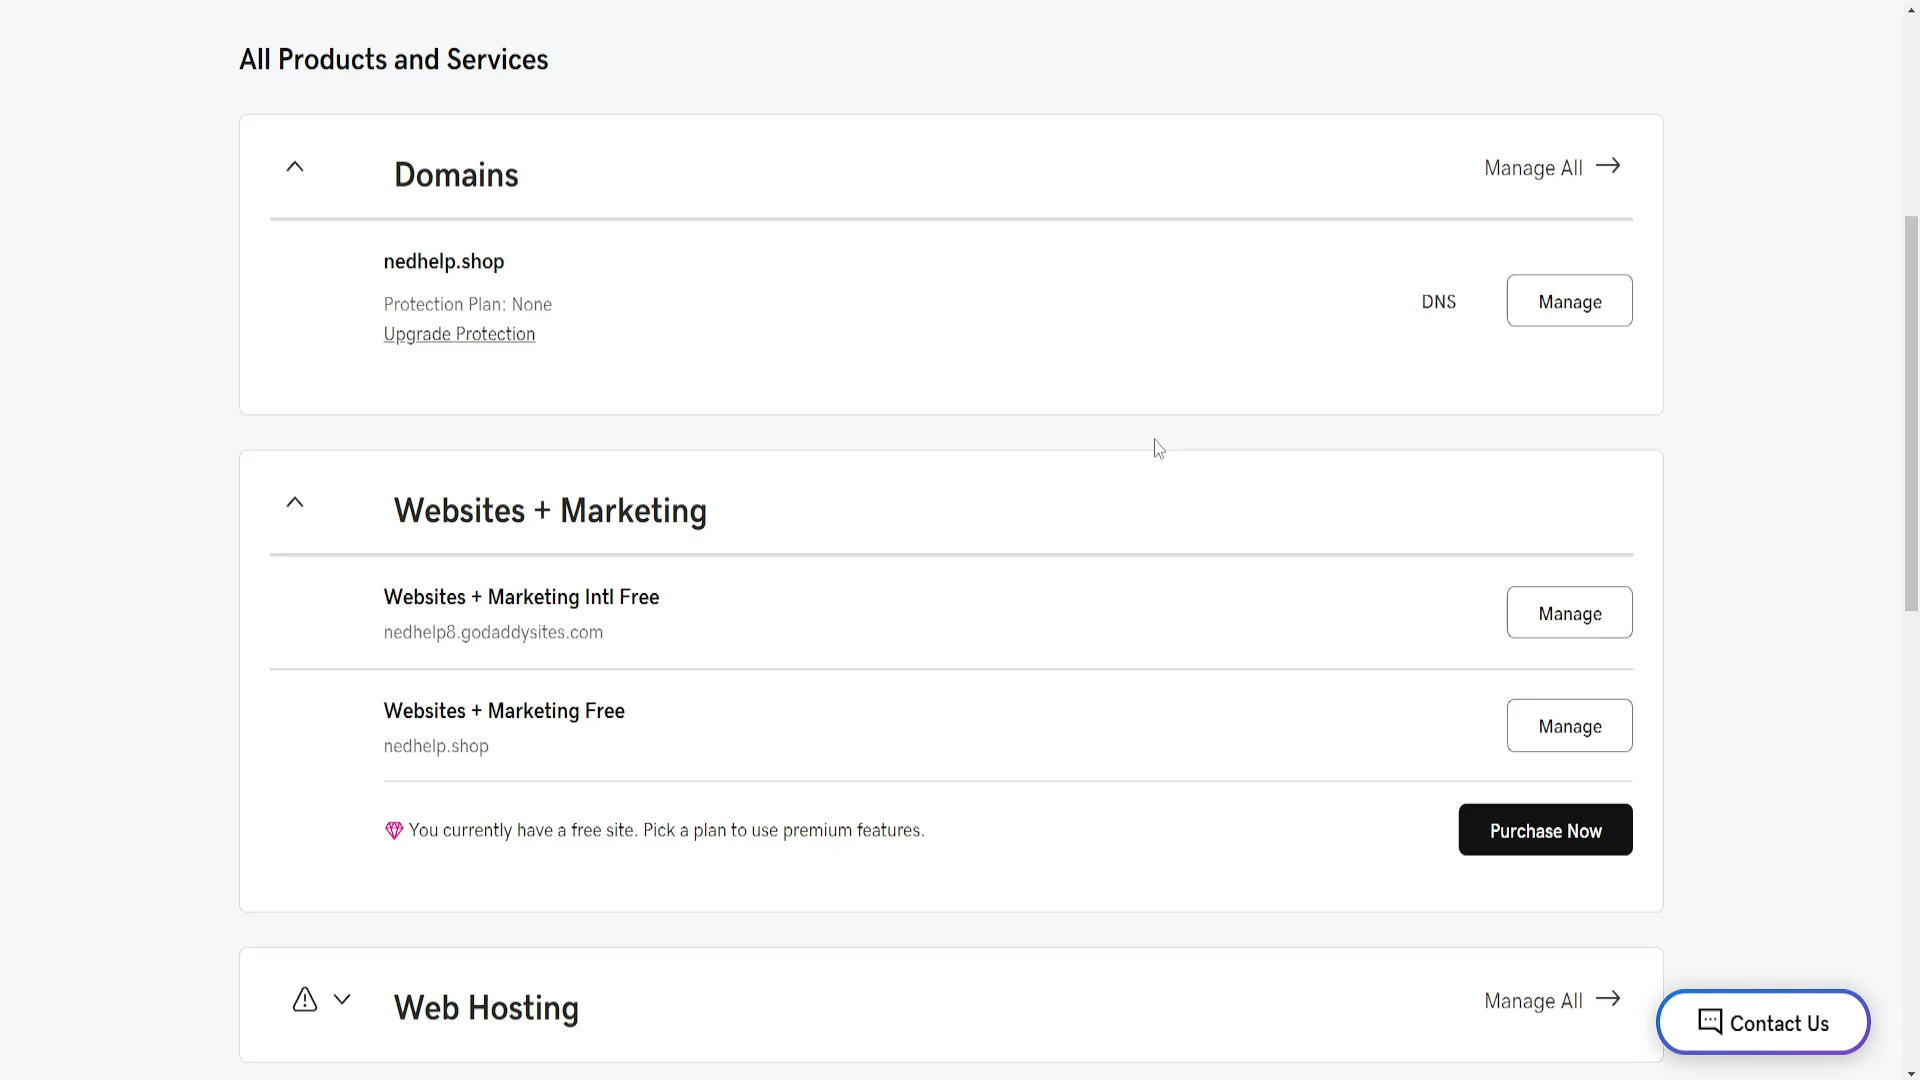 All Products and Services
Domains
Manage All
nedhelp.shop
Protection Plan: None
Upgrade Protection
DNS
Manage
Websites + Marketing
Websites + Marketing Intl Free
nedhelp8.godaddysites.com
Manage
Websites + Marketing Free
nedhelp.shop
Manage
You currently have a free site. Pick a plan to use premium features.
Purchase Now
Web Hosting
Manage All
Contact Us